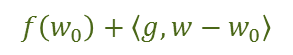 f(w₀) + ⟨g, w − w₀⟩